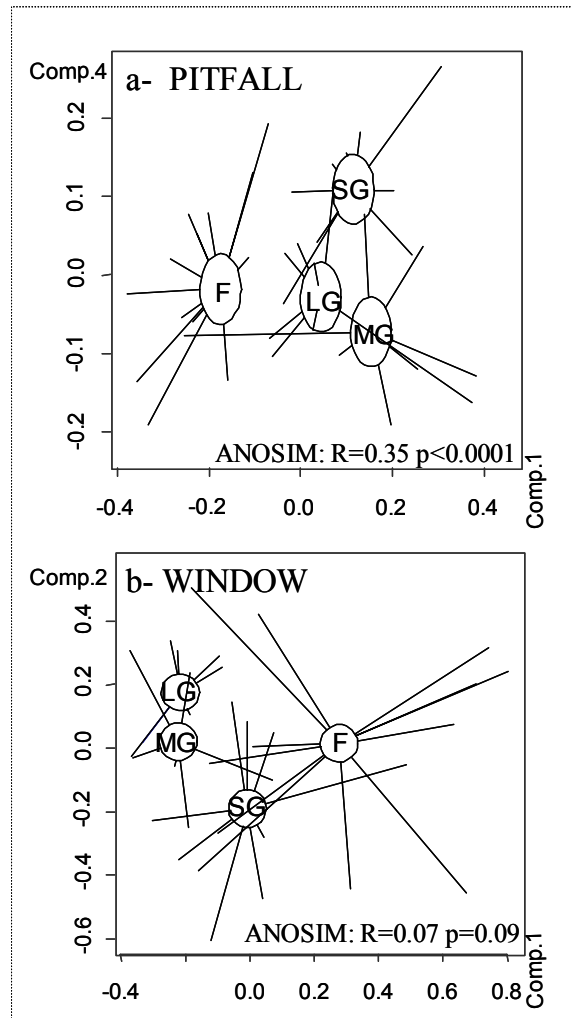 Comp.4
a- PITFALL
0.2
0.1
0.0
-0.1
-0.2
SG
F
LG
MG
ANOSIM: R=0.35 p<0.0001
-0.4 -0.2 0.0 0.2 0.4
Comp.1
Comp.2
b- WINDOW
0.4
0.2
0.0
-0.2
-0.4
-0.6
LG
MG
F
SG
ANOSIM: R=0.07 p=0.09
-0.4 0.0 0.2 0.4 0.6 0.8
Comp.1